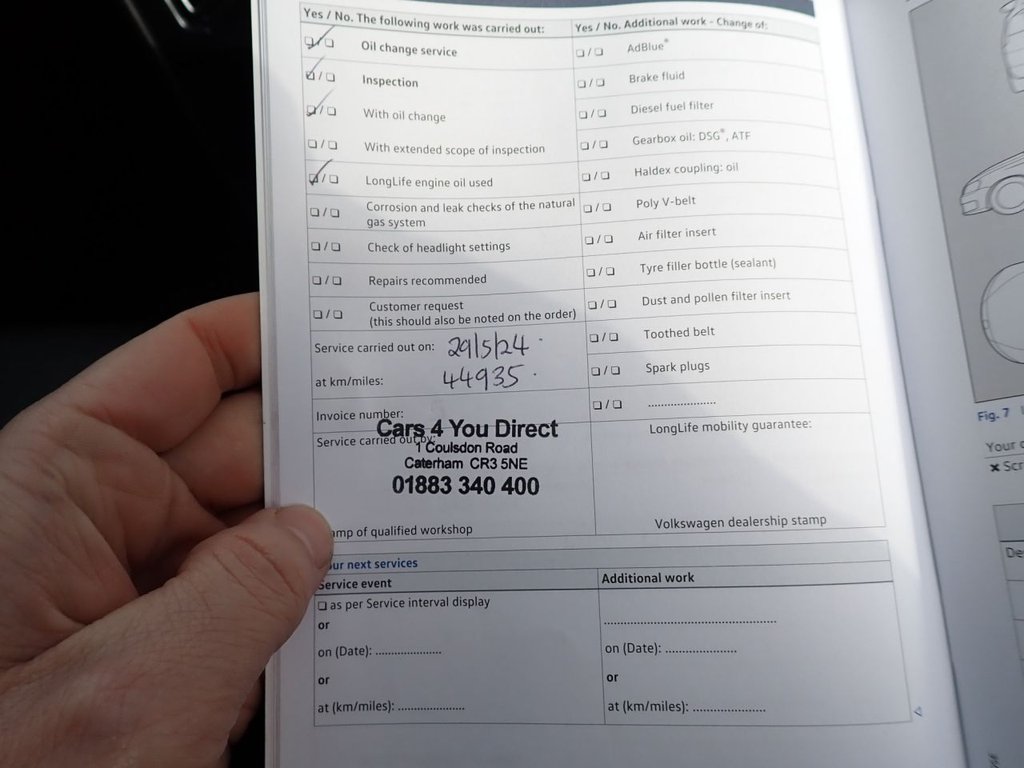 Yes / No. The following work was carried out:
❏ / ❏ Oil change service
❏ / ❏ Inspection
❏ / ❏ With oil change
❏ / ❏ With extended scope of inspection
❏ / ❏ LongLife engine oil used
❏ / ❏ Corrosion and leak checks of the natural
gas system
❏ / ❏ Check of headlight settings
❏ / ❏ Repairs recommended
❏ / ❏ Customer request
(this should also be noted on the order)
Service carried out on: 29/5/24
at km/miles: 44935
Invoice number:
Service carried out by:
Cars 4 You Direct
1 Coulsdon Road
Caterham CR3 5NE
01883 340 400
amp of qualified workshop
Yes / No. Additional work - Change of:
❏ / ❏ AdBlue®
❏ / ❏ Brake fluid
❏ / ❏ Diesel fuel filter
❏ / ❏ Gearbox oil: DSG®, ATF
❏ / ❏ Haldex coupling: oil
❏ / ❏ Poly V-belt
❏ / ❏ Air filter insert
❏ / ❏ Tyre filler bottle (sealant)
❏ / ❏ Dust and pollen filter insert
❏ / ❏ Toothed belt
❏ / ❏ Spark plugs
❏ / ❏ .....................
LongLife mobility guarantee:
Volkswagen dealership stamp
our next services
Service event
❏ as per Service interval display
or
on (Date): ....................
or
at (km/miles): ....................
Additional work
.....................................................
on (Date): ......................
or
at (km/miles): ......................
Fig. 7
Your
✖ Scr
De